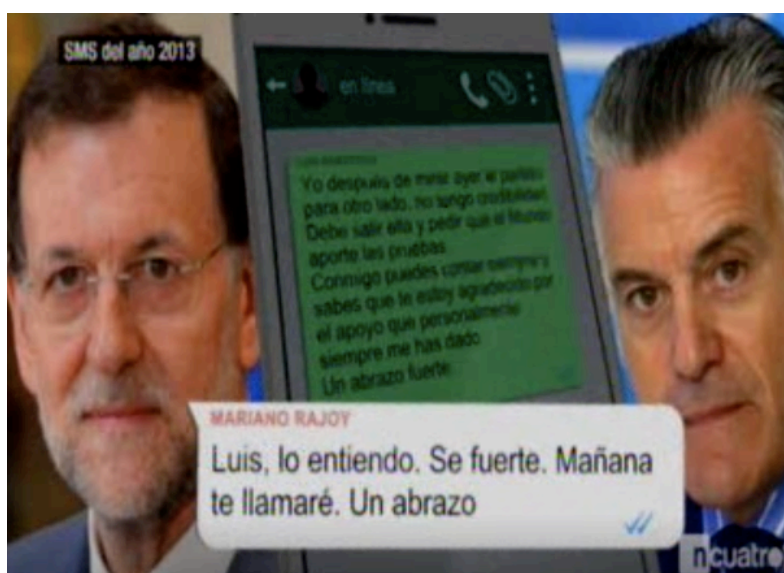 SMS del año 2013
en línea
Yo después de mirar ayer el partido
para otro lado, no tengo credibilidad.
Debe salir ella y pedir que el Mundo
aporte las pruebas
Conmigo puedes contar siempre y
sabes que te estoy agradecido por
el apoyo que personalmente
siempre me has dado
Un abrazo fuerte
MARIANO RAJOY
Luis, lo entiendo. Se fuerte. Mañana
te llamaré. Un abrazo
ncuatro